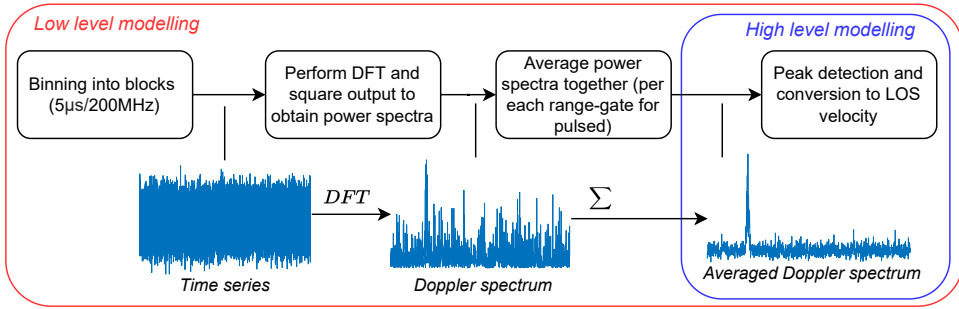 Low level modelling
High level modelling
Binning into blocks
(5μs/200MHz)
Perform DFT and
square output to
obtain power spectra
Average power
spectra together (per
each range-gate for
pulsed)
Peak detection and
conversion to LOS
velocity
DFT
∑
Time series
Doppler spectrum
Averaged Doppler spectrum